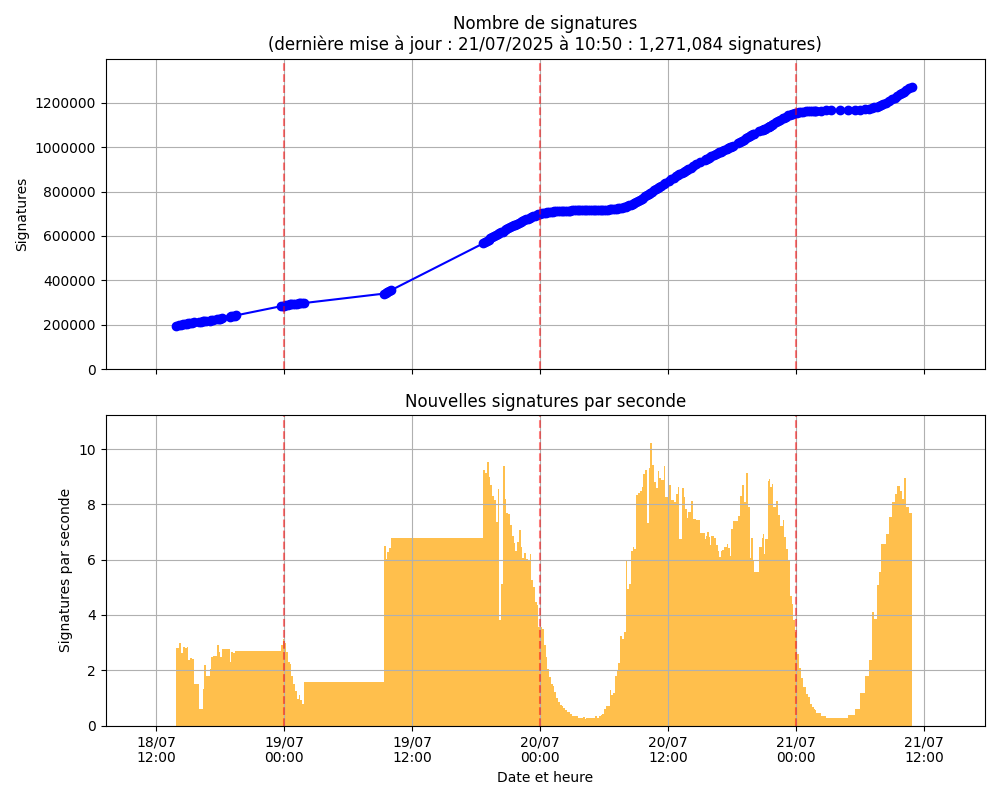 Nombre de signatures
(dernière mise à jour : 21/07/2025 à 10:50 : 1,271,084 signatures)
1200000
1000000
800000
600000
400000
200000
0
Signatures
Nouvelles signatures par seconde
10
8
6
4
2
0
Signatures par seconde
18/07 19/07 19/07 20/07 20/07 21/07 21/07
12:00 00:00 12:00 00:00 12:00 00:00 12:00
Date et heure